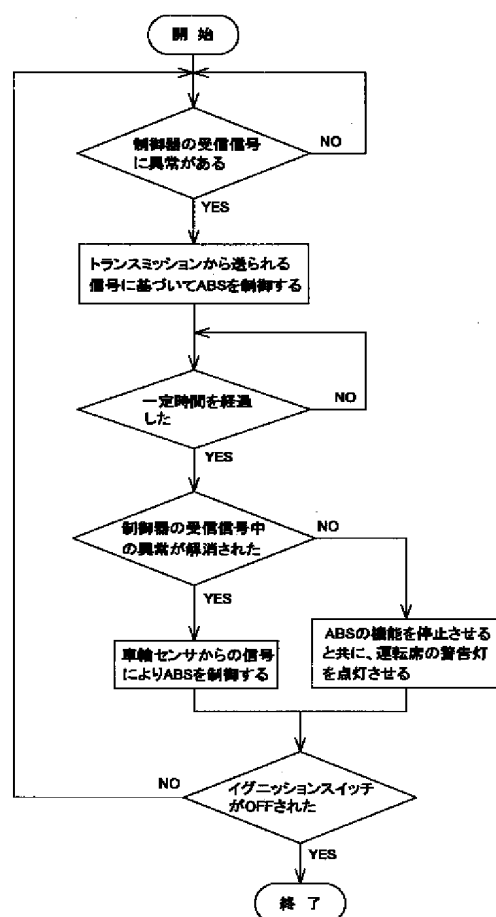 開 始
制御器の受信信号
に異常がある
NO
YES
トランスミッションから送られる
信号に基づいてABSを制御する
一定時間を経過
した
NO
YES
制御器の受信信号中
の異常が解消された
NO
YES
車輪センサからの信号
によりABSを制御する
ABSの機能を停止させる
と共に、運転席の警告灯
を点灯させる
NO
イグニッションスイッチ
がOFFされた
YES
終 了